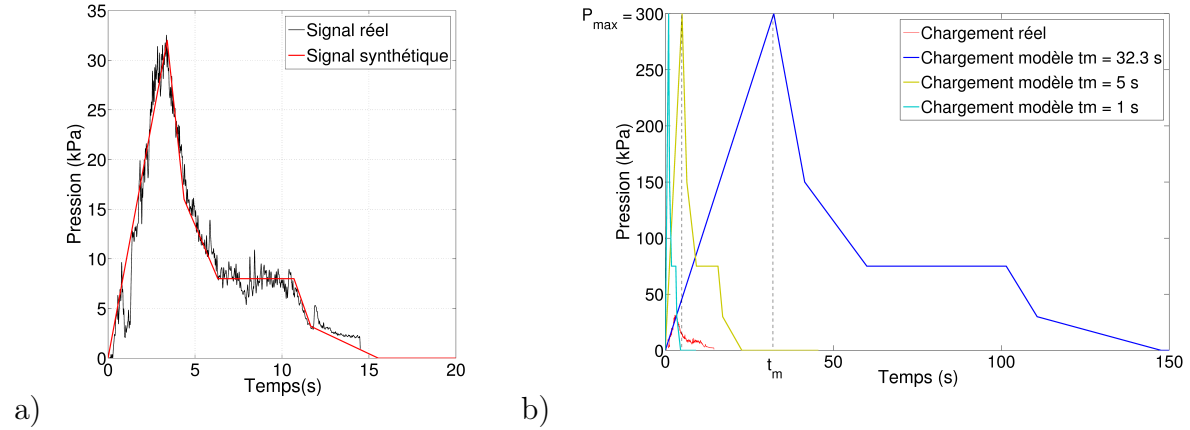 35
30
25
20
15
10
5
0
Pression (kPa)
0
5
10
15
20
Temps(s)
Signal réel
Signal synthétique
a)
P_max = 300
250
200
150
100
50
0
Pression (kPa)
0
t_m
50
100
150
Temps (s)
Chargement réel
Chargement modèle tm = 32.3 s
Chargement modèle tm = 5 s
Chargement modèle tm = 1 s
b)